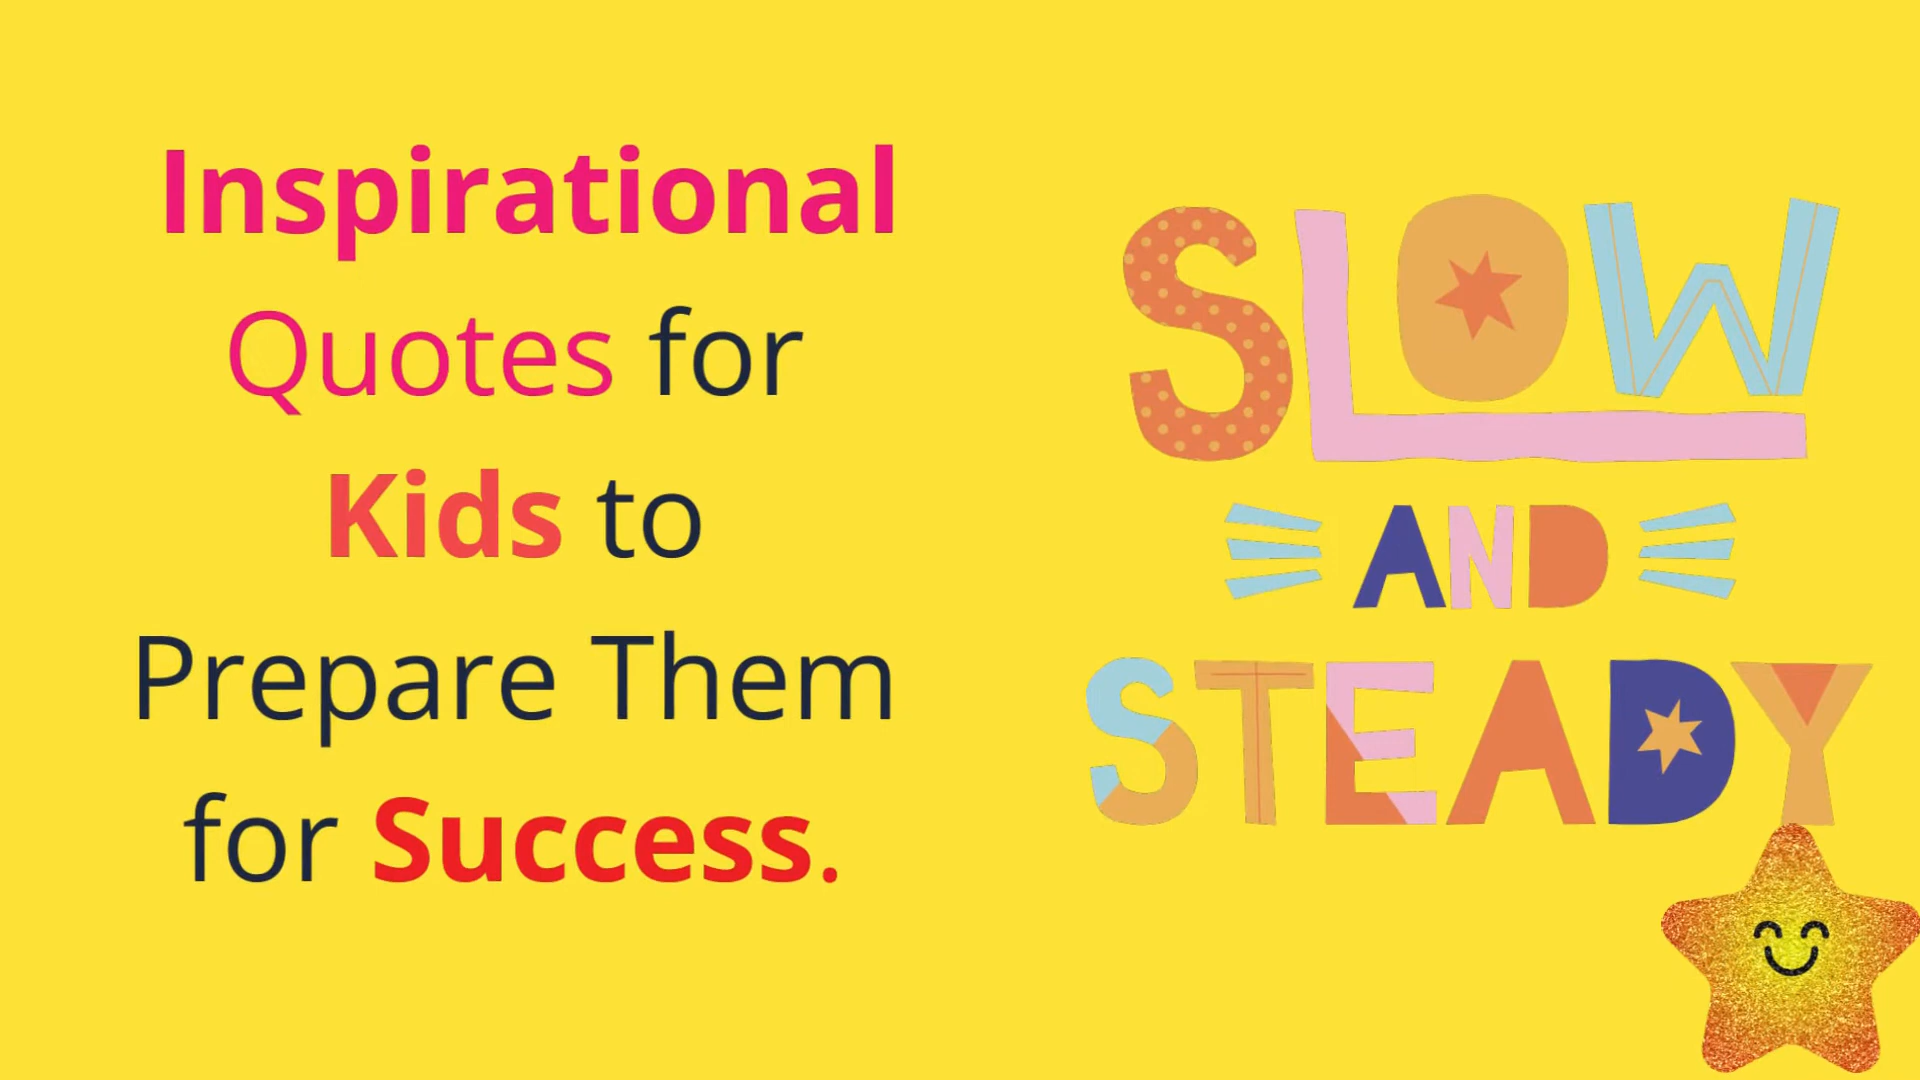 Inspirational
Quotes for
Kids to
Prepare Them
for Success.
SLOW
AND
STEADY